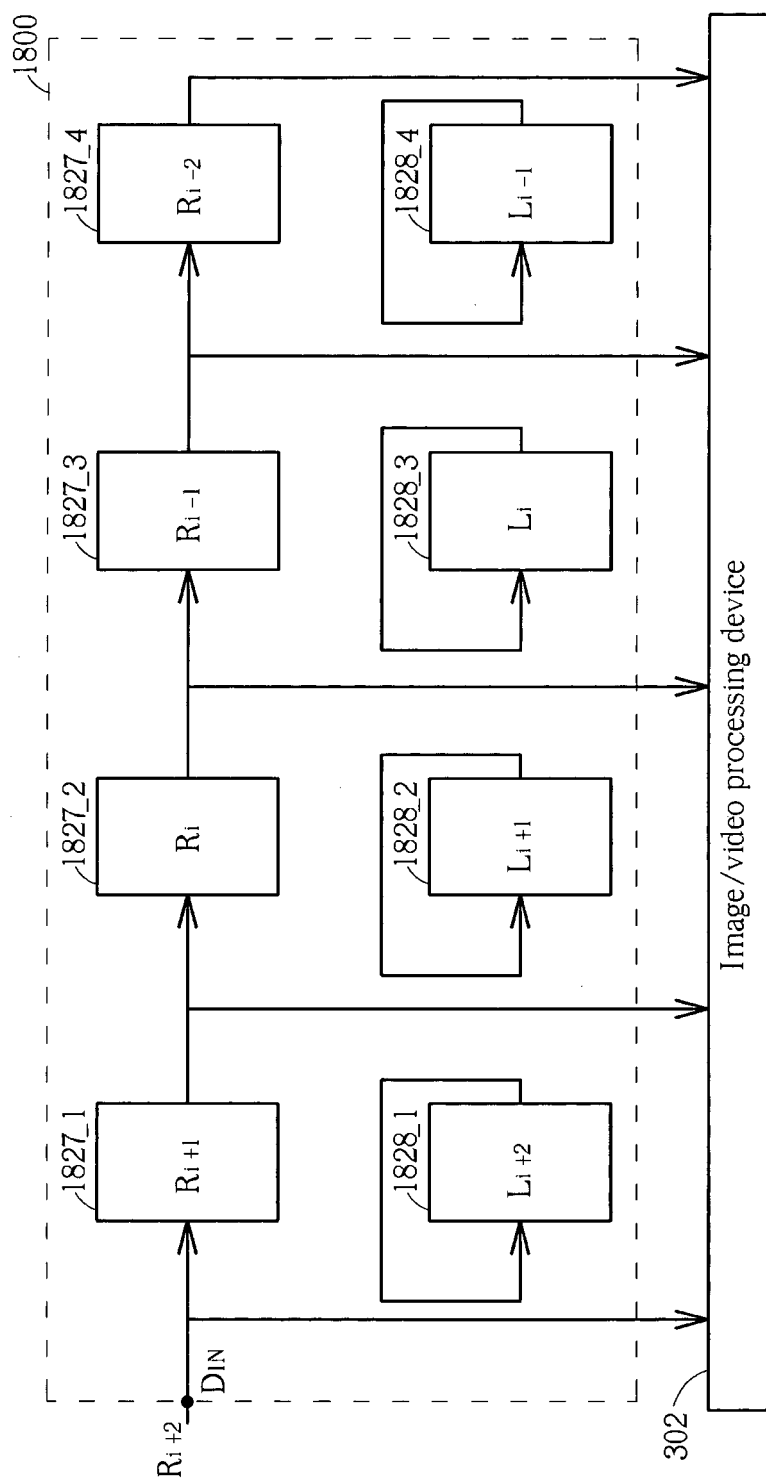 1800
1827_1
1827_2
1827_3
1827_4
Ri+2
DIN
Ri+1
Ri
Ri-1
Ri-2
1828_1
1828_2
1828_3
1828_4
Li+2
Li+1
Li
Li-1
302
Image/video processing device